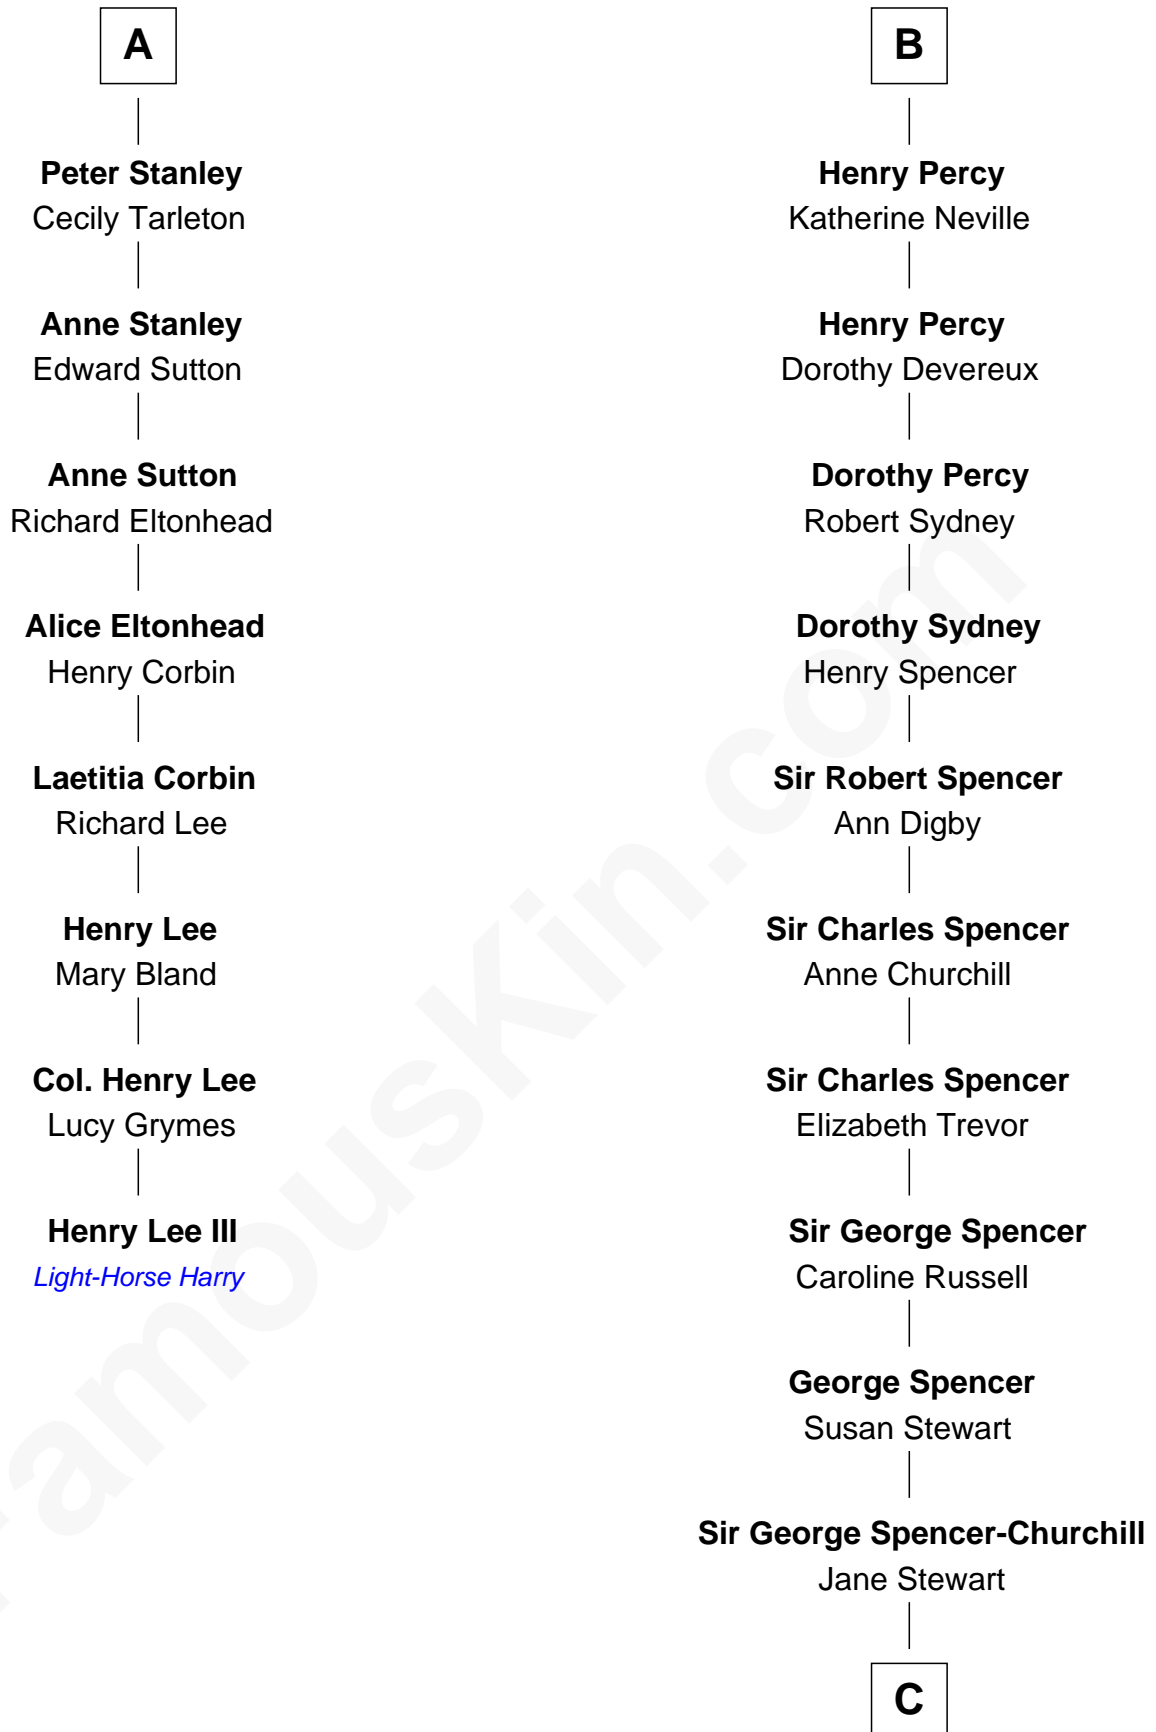 A
Peter Stanley
Cecily Tarleton
Anne Stanley
Edward Sutton
Anne Sutton
Richard Eltonhead
Alice Eltonhead
Henry Corbin
Laetitia Corbin
Richard Lee
Henry Lee
Mary Bland
Col. Henry Lee
Lucy Grymes
Henry Lee III
Light-Horse Harry
B
Henry Percy
Katherine Neville
Henry Percy
Dorothy Devereux
Dorothy Percy
Robert Sydney
Dorothy Sydney
Henry Spencer
Sir Robert Spencer
Ann Digby
Sir Charles Spencer
Anne Churchill
Sir Charles Spencer
Elizabeth Trevor
Sir George Spencer
Caroline Russell
George Spencer
Susan Stewart
Sir George Spencer-Churchill
Jane Stewart
C
FamousKin.com